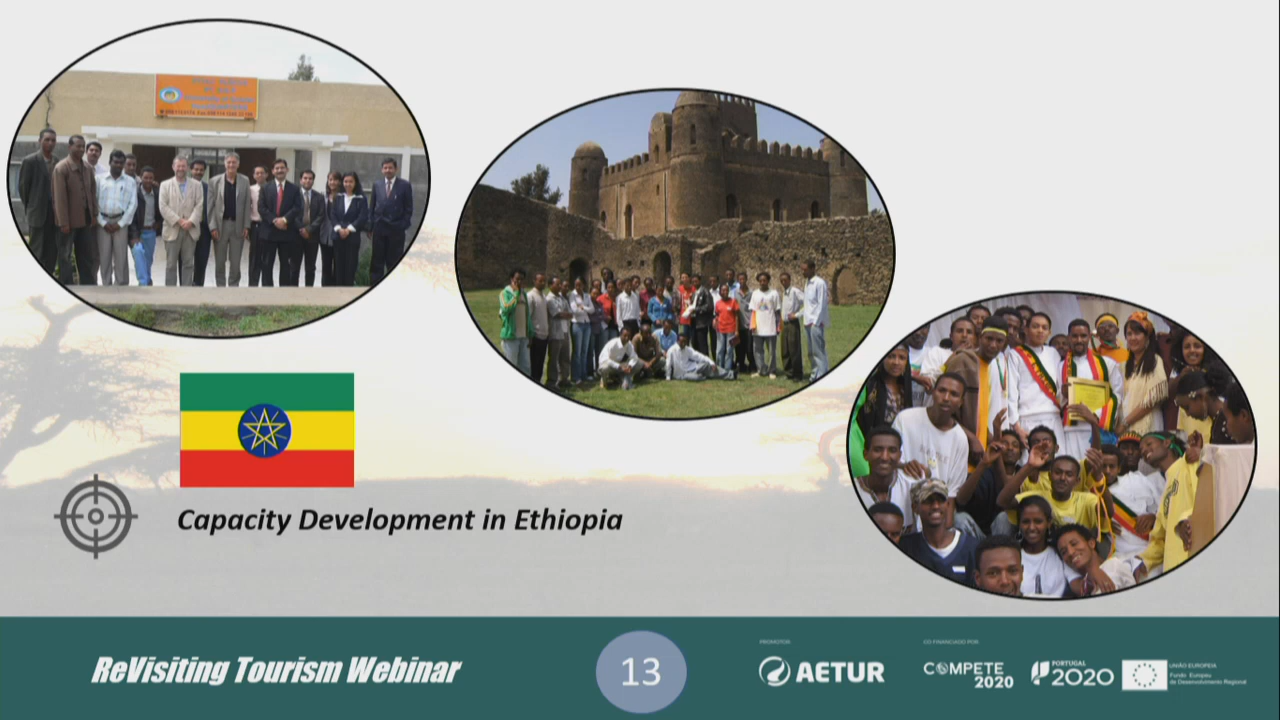 Capacity Development in Ethiopia
ReVisiting Tourism Webinar
13
PROMOTOR:
AETUR
CO-FINANCIADO POR:
COMPETE
2020
PORTUGAL
2020
UNIÃO EUROPEIA
Fundo Europeu
de Desenvolvimento Regional